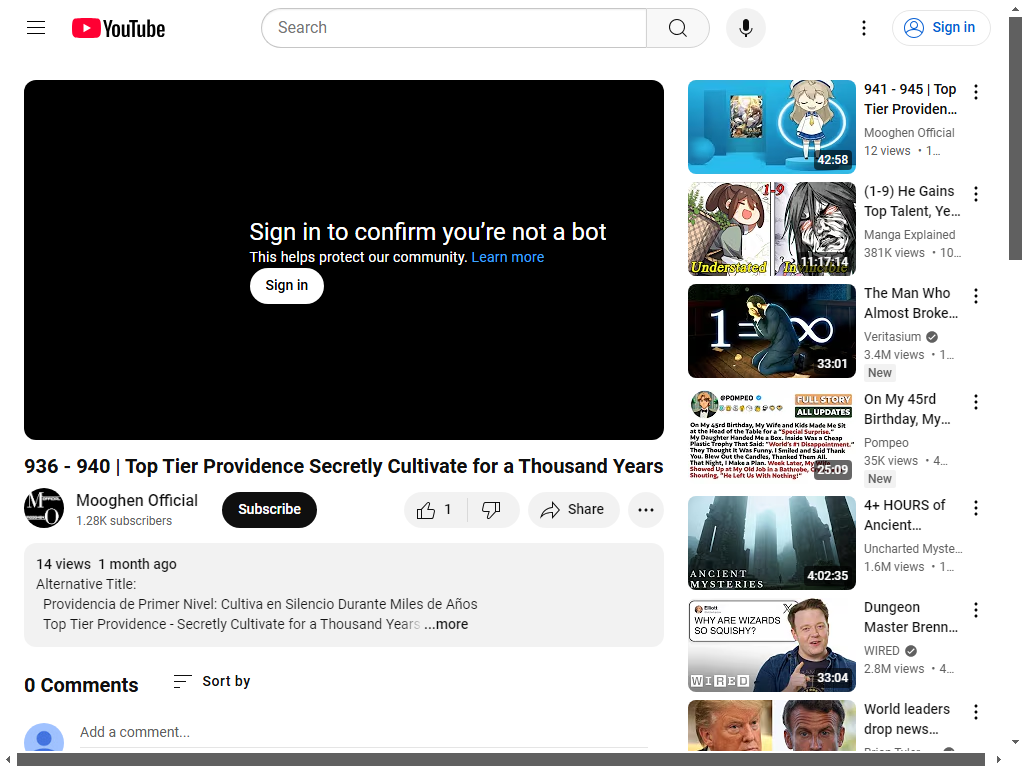 YouTube
Search
Sign in
Sign in to confirm you're not a bot
This helps protect our community. Learn more
Sign in
936 - 940 | Top Tier Providence Secretly Cultivate for a Thousand Years
Mooghen Official
1.28K subscribers
Subscribe
1
Share
14 views 1 month ago
Alternative Title:
Providencia de Primer Nivel: Cultiva en Silencio Durante Miles de Años
Top Tier Providence - Secretly Cultivate for a Thousand Years ...more
0 Comments
Sort by
Add a comment...
42:58
941 - 945 | Top
Tier Providen...
Mooghen Official
12 views • 1...
1-9
Understated
11:17:14
(1-9) He Gains
Top Talent, Ye...
Manga Explained
381K views • 10...
1=∞
33:01
The Man Who
Almost Broke...
Veritasium
3.4M views • 1...
New
@POMPEO
FULL STORY
ALL UPDATES
On My 45rd Birthday, My Wife and Kids Made Me Sit
at the Head of the Table for a "Special Surprise."
My Daughter Handed Me a Box. Inside Was a Cheap
Plastic Trophy That Said: "World's #1 Disappointment."
They Thought It Was Funny. I Smiled and Said Thank
You. Blew Out the Candles, Thanked Them All.
That Night, I Make a Plan. Week Later, My Wife
Showed Up at My Old Job in a Bathrobe,
Shouting, "He Left Us With Nothing!"
25:09
On My 45rd
Birthday, My...
Pompeo
35K views • 4...
New
ANCIENT
MYSTERIES
4:02:35
4+ HOURS of
Ancient...
Uncharted Myste...
1.6M views • 1...
Elliott
WHY ARE WIZARDS
SO SQUISHY?
WIRED
33:04
Dungeon
Master Brenn...
WIRED
2.8M views • 4...
World leaders
drop news...